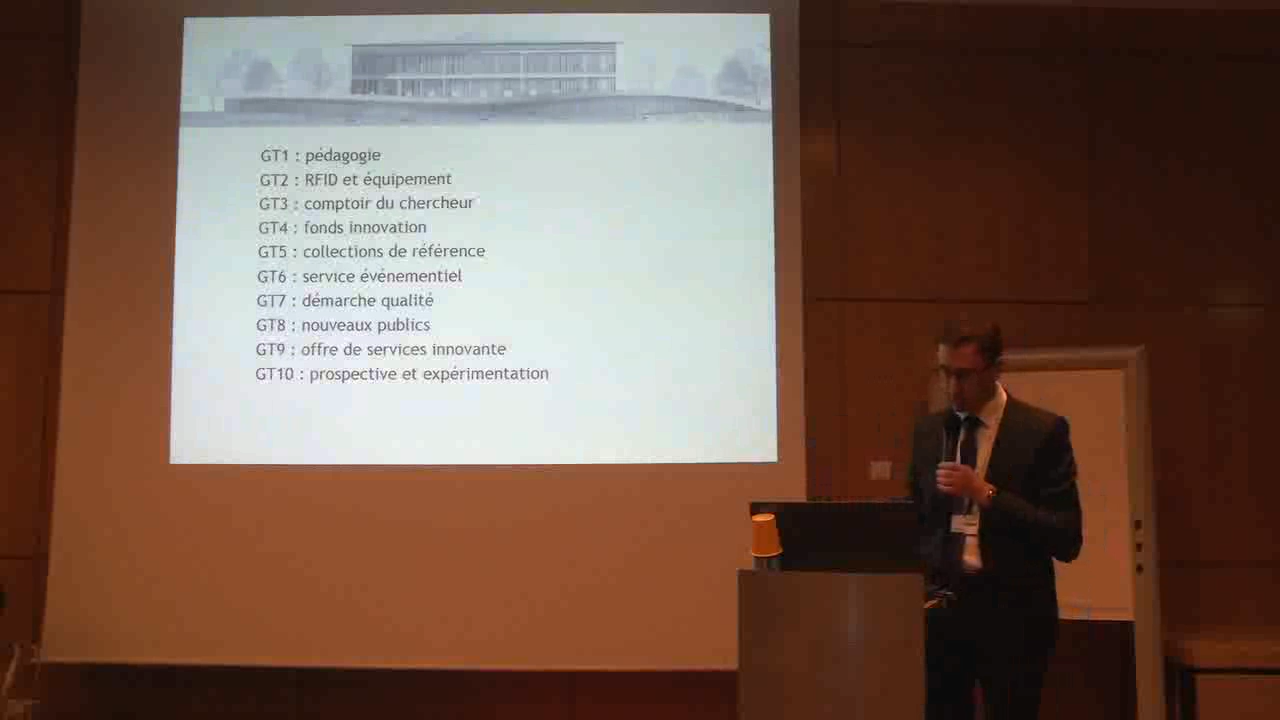 GT1 : pédagogie
GT2 : RFID et équipement
GT3 : comptoir du chercheur
GT4 : fonds innovation
GT5 : collections de référence
GT6 : service événementiel
GT7 : démarche qualité
GT8 : nouveaux publics
GT9 : offre de services innovante
GT10 : prospective et expérimentation